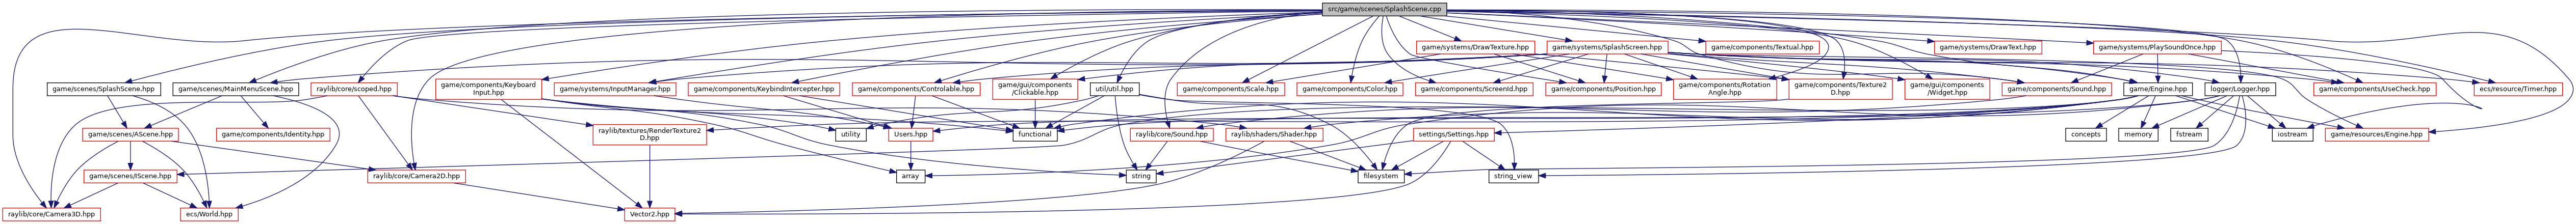 src/game/scenes/SplashScene.cpp
game/systems/DrawTexture.hpp
game/systems/SplashScreen.hpp
game/components/Textual.hpp
game/systems/DrawText.hpp
game/systems/PlaySoundOnce.hpp
game/scenes/SplashScene.hpp
game/scenes/MainMenuScene.hpp
raylib/core/scoped.hpp
game/components/Keyboard
Input.hpp
game/systems/InputManager.hpp
game/components/KeybindIntercepter.hpp
game/components/Controlable.hpp
game/gui/components
/Clickable.hpp
util/util.hpp
game/components/Scale.hpp
game/components/Color.hpp
game/components/ScreenId.hpp
game/components/Position.hpp
game/components/Rotation
Angle.hpp
game/components/Texture2
D.hpp
game/gui/components
/Widget.hpp
game/components/Sound.hpp
game/Engine.hpp
logger/Logger.hpp
game/components/UseCheck.hpp
ecs/resource/Timer.hpp
game/scenes/AScene.hpp
game/components/Identity.hpp
raylib/textures/RenderTexture2
D.hpp
utility
Users.hpp
functional
raylib/core/Sound.hpp
raylib/shaders/Shader.hpp
settings/Settings.hpp
concepts
memory
fstream
iostream
game/resources/Engine.hpp
game/scenes/IScene.hpp
raylib/core/Camera2D.hpp
array
string
filesystem
string_view
raylib/core/Camera3D.hpp
ecs/World.hpp
Vector2.hpp